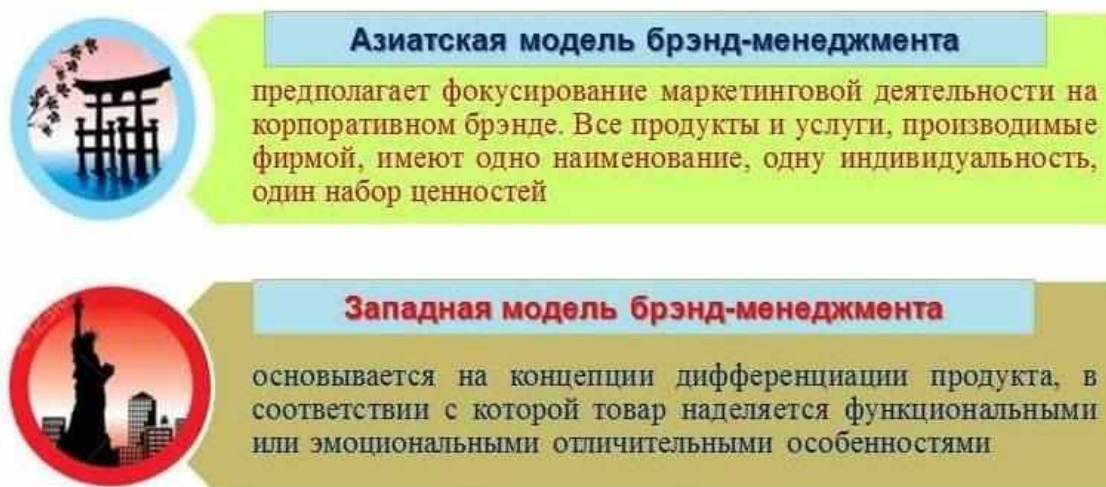 Азиатская модель брэнд-менеджмента
предполагает фокусирование маркетинговой деятельности на
корпоративном брэнде. Все продукты и услуги, производимые
фирмой, имеют одно наименование, одну индивидуальность,
один набор ценностей
Западная модель брэнд-менеджмента
основывается на концепции дифференциации продукта, в
соответствии с которой товар наделяется функциональными
или эмоциональными отличительными особенностями